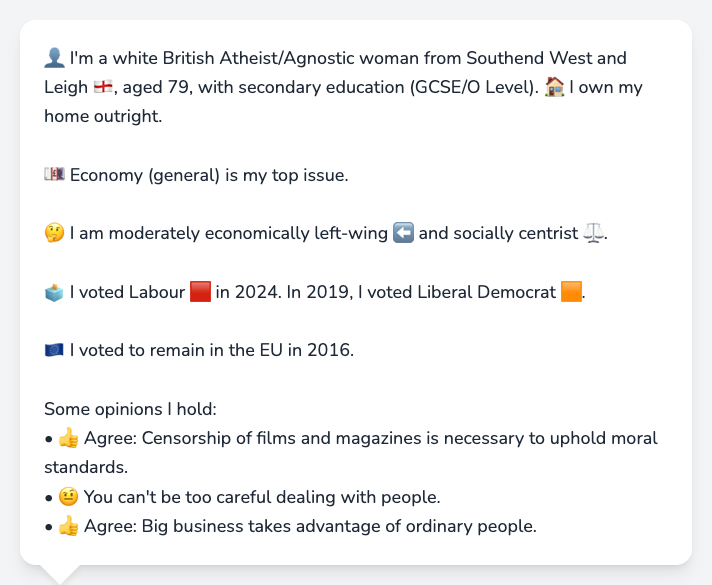 👤 I'm a white British Atheist/Agnostic woman from Southend West and
Leigh 🏴󠁧󠁢󠁥󠁮󠁧󠁿, aged 79, with secondary education (GCSE/O Level). 🏠 I own my
home outright.
💷 Economy (general) is my top issue.
🤔 I am moderately economically left-wing ⬅️ and socially centrist ⚖️.
🗳️ I voted Labour 🟥 in 2024. In 2019, I voted Liberal Democrat 🟧.
🇪🇺 I voted to remain in the EU in 2016.
Some opinions I hold:
• 👍 Agree: Censorship of films and magazines is necessary to uphold moral
standards.
• 🤨 You can't be too careful dealing with people.
• 👍 Agree: Big business takes advantage of ordinary people.